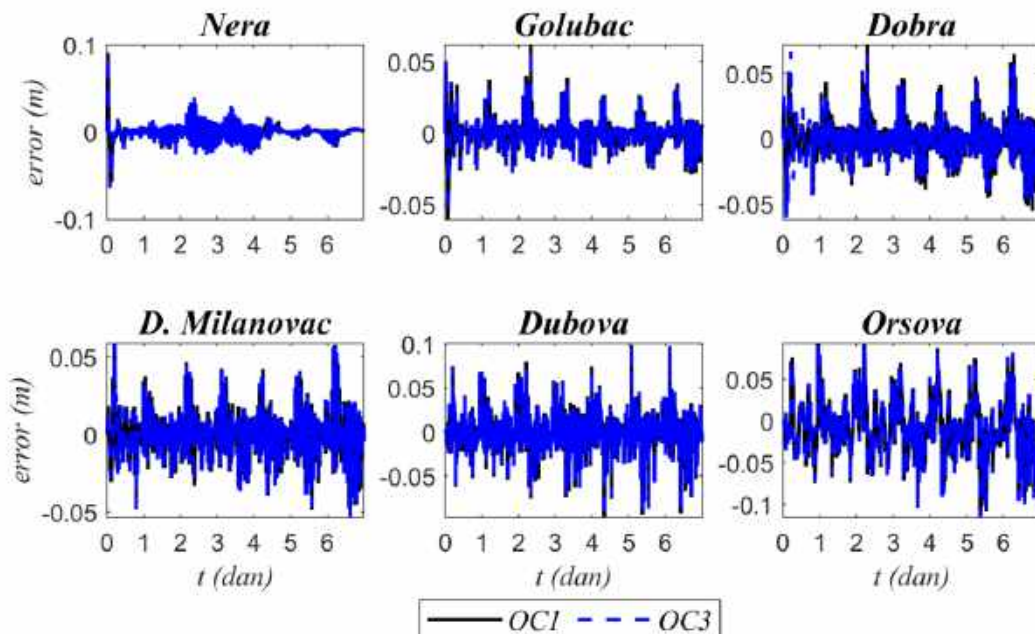 Nera Golubac Dobra
0.1
0
-0.1
error (m)
0.05
0
-0.05
0.05
0
-0.05
0 1 2 3 4 5 6
0 1 2 3 4 5 6
0 1 2 3 4 5 6
D. Milanovac Dubova Orsova
0.05
0
-0.05
error (m)
0.1
0.05
0
-0.05
0.05
0
-0.05
-0.1
0 1 2 3 4 5 6
0 1 2 3 4 5 6
0 1 2 3 4 5 6
t (dan) t (dan) t (dan)
OC1 OC3